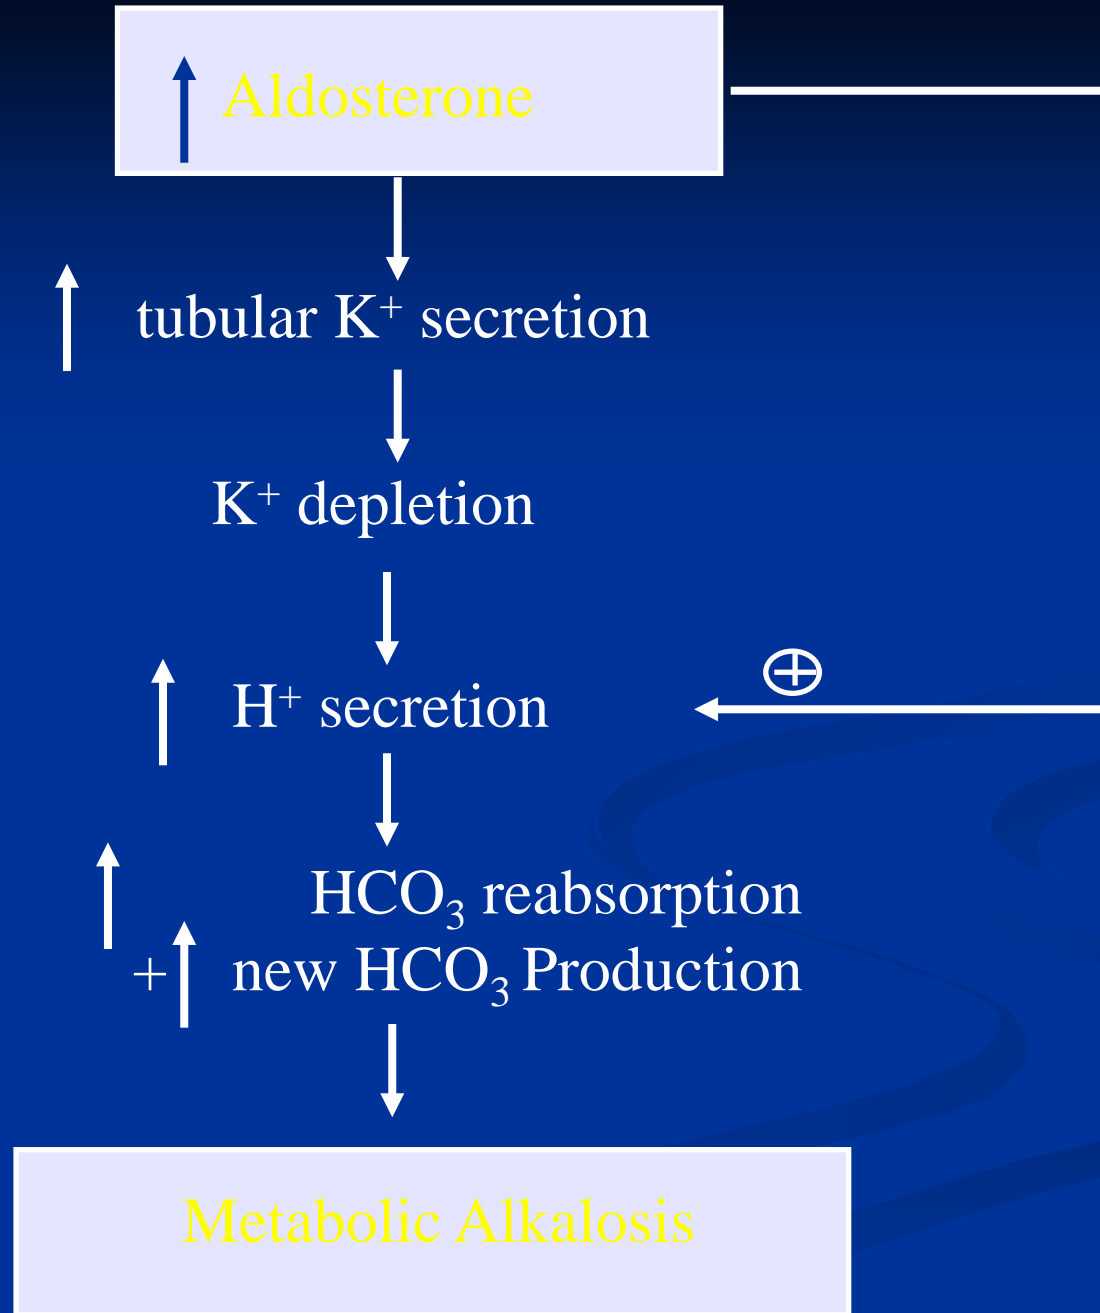 Aldosterone
tubular K⁺ secretion
K⁺ depletion
H⁺ secretion
HCO₃ reabsorption
+ new HCO₃ Production
Metabolic Alkalosis